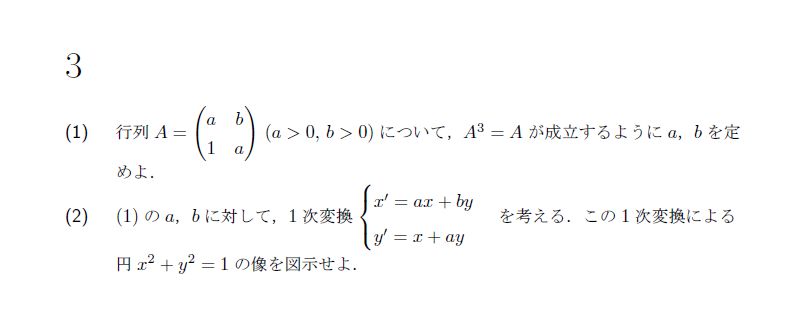 3
(1) 行列 A = \begin{pmatrix} a & b \\ 1 & a \end{pmatrix} (a > 0, b > 0) について，A^3 = A が成立するように a，b を定
めよ．
(2) (1) の a，b に対して，1 次変換 \begin{cases} x' = ax + by \\ y' = x + ay \end{cases} を考える．この 1 次変換による
円 x^2 + y^2 = 1 の像を図示せよ．